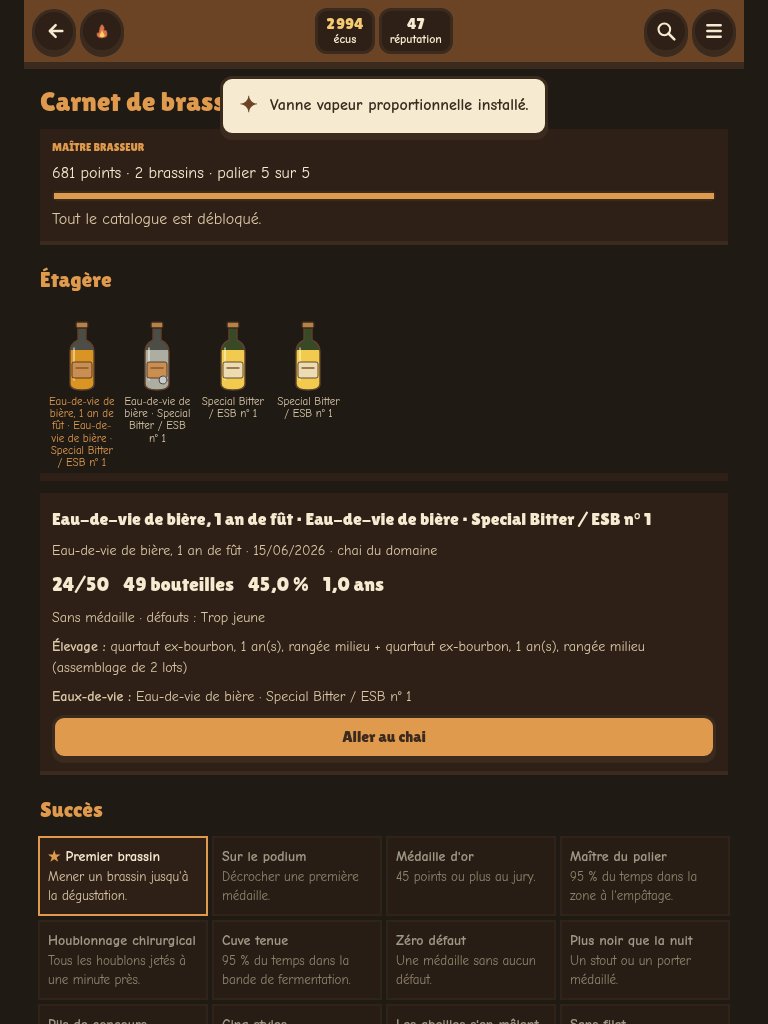 2 994
écus
47
réputation
Carnet de brass
Vanne vapeur proportionnelle installé.
MAÎTRE BRASSEUR
681 points · 2 brassins · palier 5 sur 5
Tout le catalogue est débloqué.
Étagère
Eau-de-vie de
bière, 1 an de
fût · Eau-de-
vie de bière ·
Special Bitter
/ ESB n° 1
Eau-de-vie de
bière · Special
Bitter / ESB
n° 1
Special Bitter
/ ESB n° 1
Special Bitter
/ ESB n° 1
Eau-de-vie de bière, 1 an de fût · Eau-de-vie de bière · Special Bitter / ESB n° 1
Eau-de-vie de bière, 1 an de fût · 15/06/2026 · chai du domaine
24/50 49 bouteilles 45,0 % 1,0 ans
Sans médaille · défauts : Trop jeune
Élevage : quartaut ex-bourbon, 1 an(s), rangée milieu + quartaut ex-bourbon, 1 an(s), rangée milieu
(assemblage de 2 lots)
Eaux-de-vie : Eau-de-vie de bière · Special Bitter / ESB n° 1
Aller au chai
Succès
★ Premier brassin
Mener un brassin jusqu'à
la dégustation.
Sur le podium
Décrocher une première
médaille.
Médaille d'or
45 points ou plus au jury.
Maître du palier
95 % du temps dans la
zone à l'empâtage.
Houblonnage chirurgical
Tous les houblons jetés à
une minute près.
Cuve tenue
95 % du temps dans la
bande de fermentation.
Zéro défaut
Une médaille sans aucun
défaut.
Plus noir que la nuit
Un stout ou un porter
médaillé.